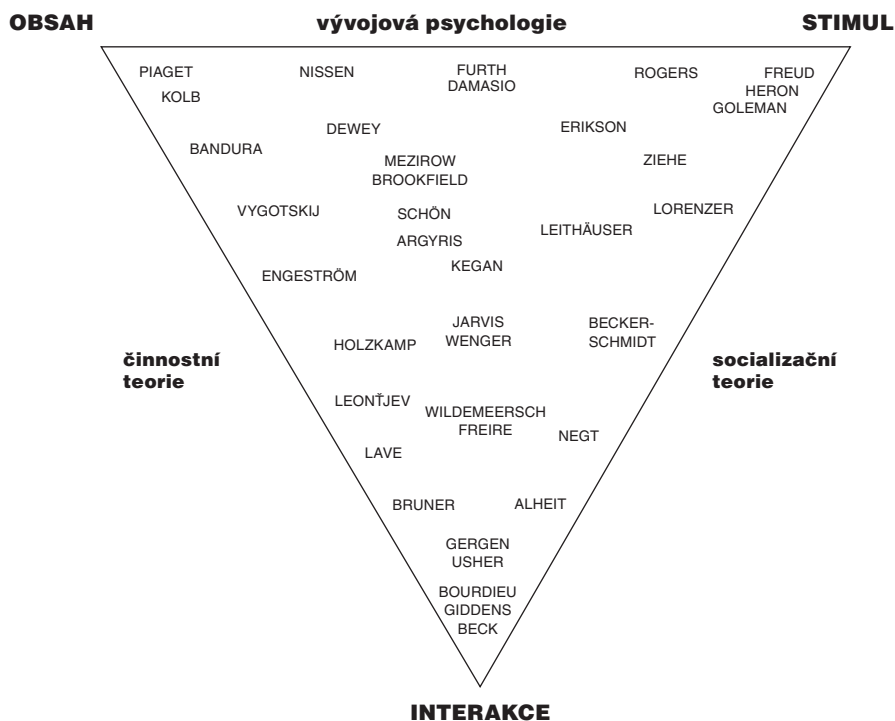 OBSAH vývojová psychologie STIMUL
PIAGET NISSEN FURTH ROGERS FREUD
KOLB DAMASIO HERON
GOLEMAN
DEWEY ERIKSON
BANDURA MEZIROW ZIEHE
BROOKFIELD
VYGOTSKIJ SCHÖN LORENZER
ARGYRIS LEITHÄUSER
ENGESTRÖM KEGAN
JARVIS BECKER-
HOLZKAMP WENGER SCHMIDT
činnostní socializační
teorie teorie
LEONŤJEV WILDEMEERSCH
FREIRE NEGT
LAVE
BRUNER ALHEIT
GERGEN
USHER
BOURDIEU
GIDDENS
BECK
INTERAKCE